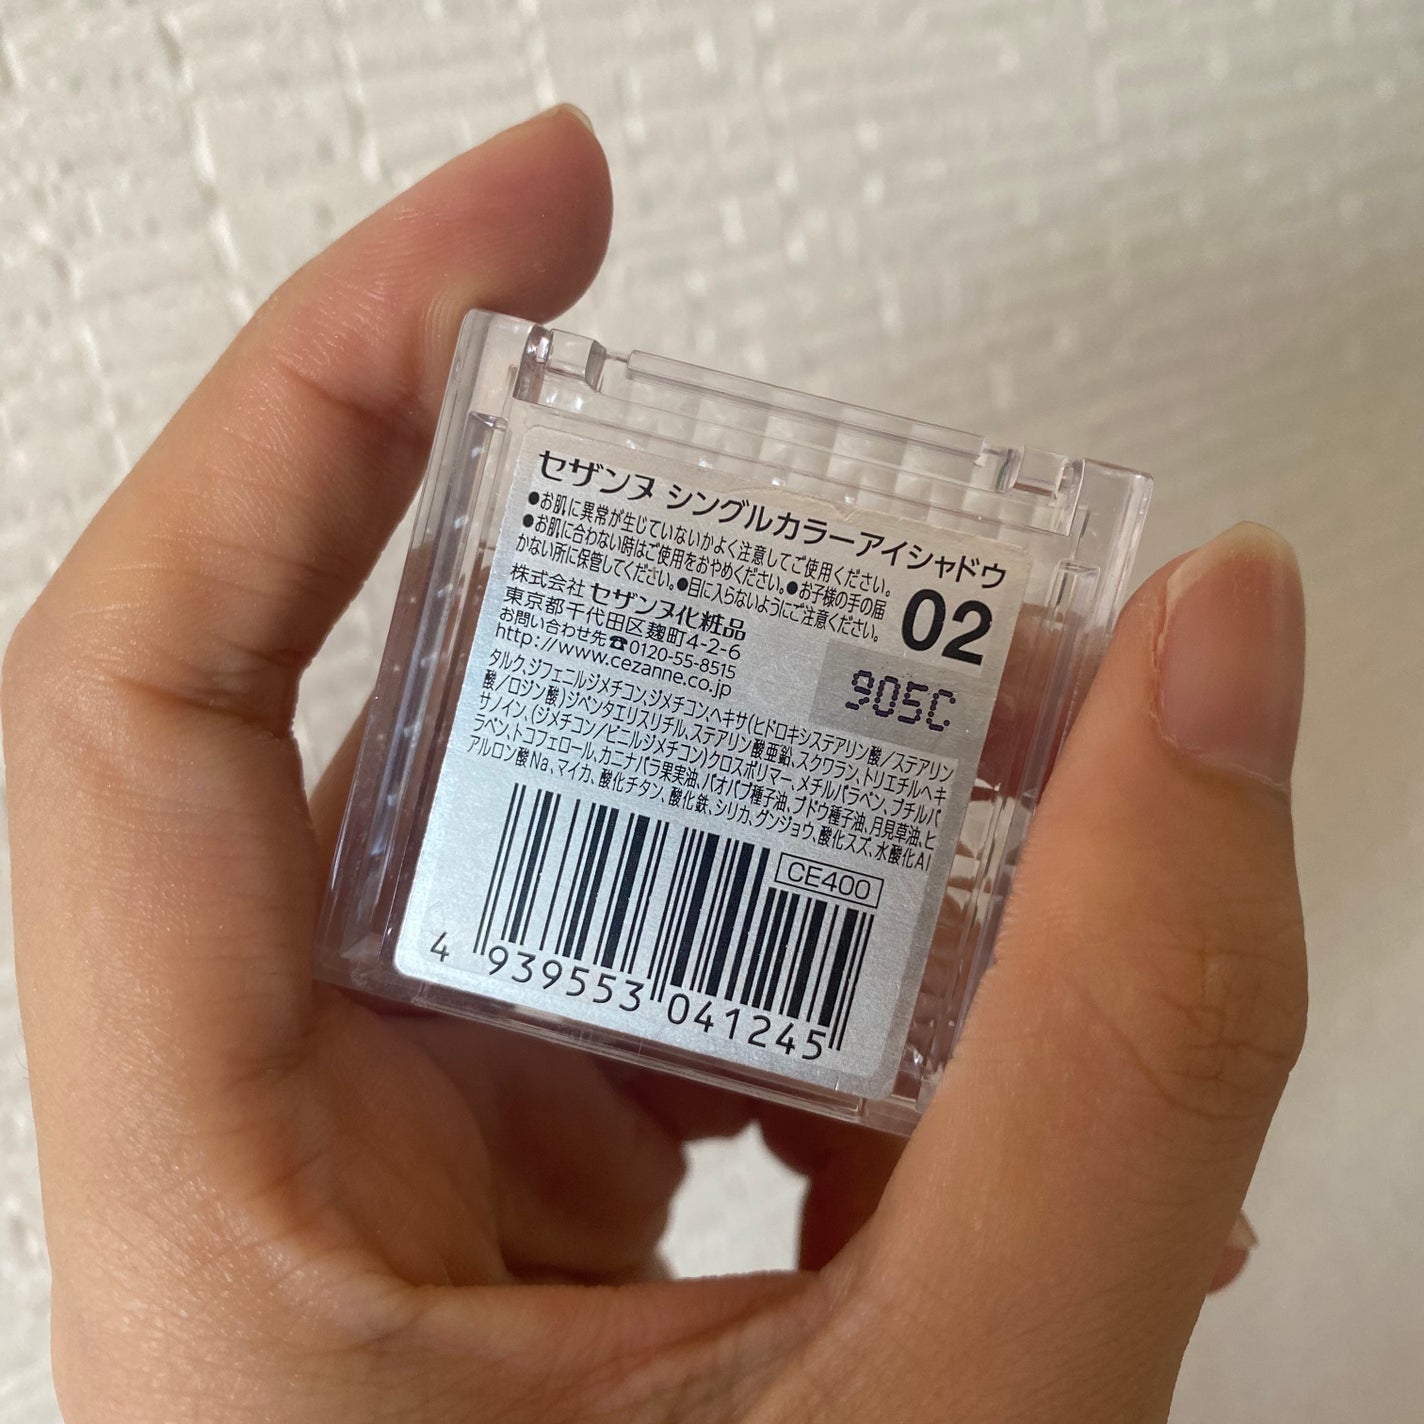 セザンヌ シングルカラーアイシャドウ
●お肌に異常が生じていないかよく注意してご使用ください。
●お肌に合わない時はご使用をおやめください。●お子様の手の届
かない所に保管してください。●目に入らないようにご注意ください。
02
株式会社 セザンヌ化粧品
東京都千代田区麹町4-2-6
お問い合わせ先☎0120-55-8515
http://www.cezanne.co.jp
905C
タルク、ジフェニルジメチコン、ジメチコン、ヘキサ(ヒドロキシステアリン酸/ステアリン
酸/ロジン酸)ジペンタエリスリチル、ステアリン酸亜鉛、スクワラン、トリエチルヘキ
サノイン、(ジメチコン/ビニルジメチコン)クロスポリマー、メチルパラベン、ブチルパ
ラベン、トコフェロール、カニナバラ果実油、バオバブ種子油、ブドウ種子油、月見草油、ヒ
アルロン酸Na、マイカ、酸化チタン、酸化鉄、シリカ、グンジョウ、酸化スズ、水酸化Al
CE400
4 939553 041245